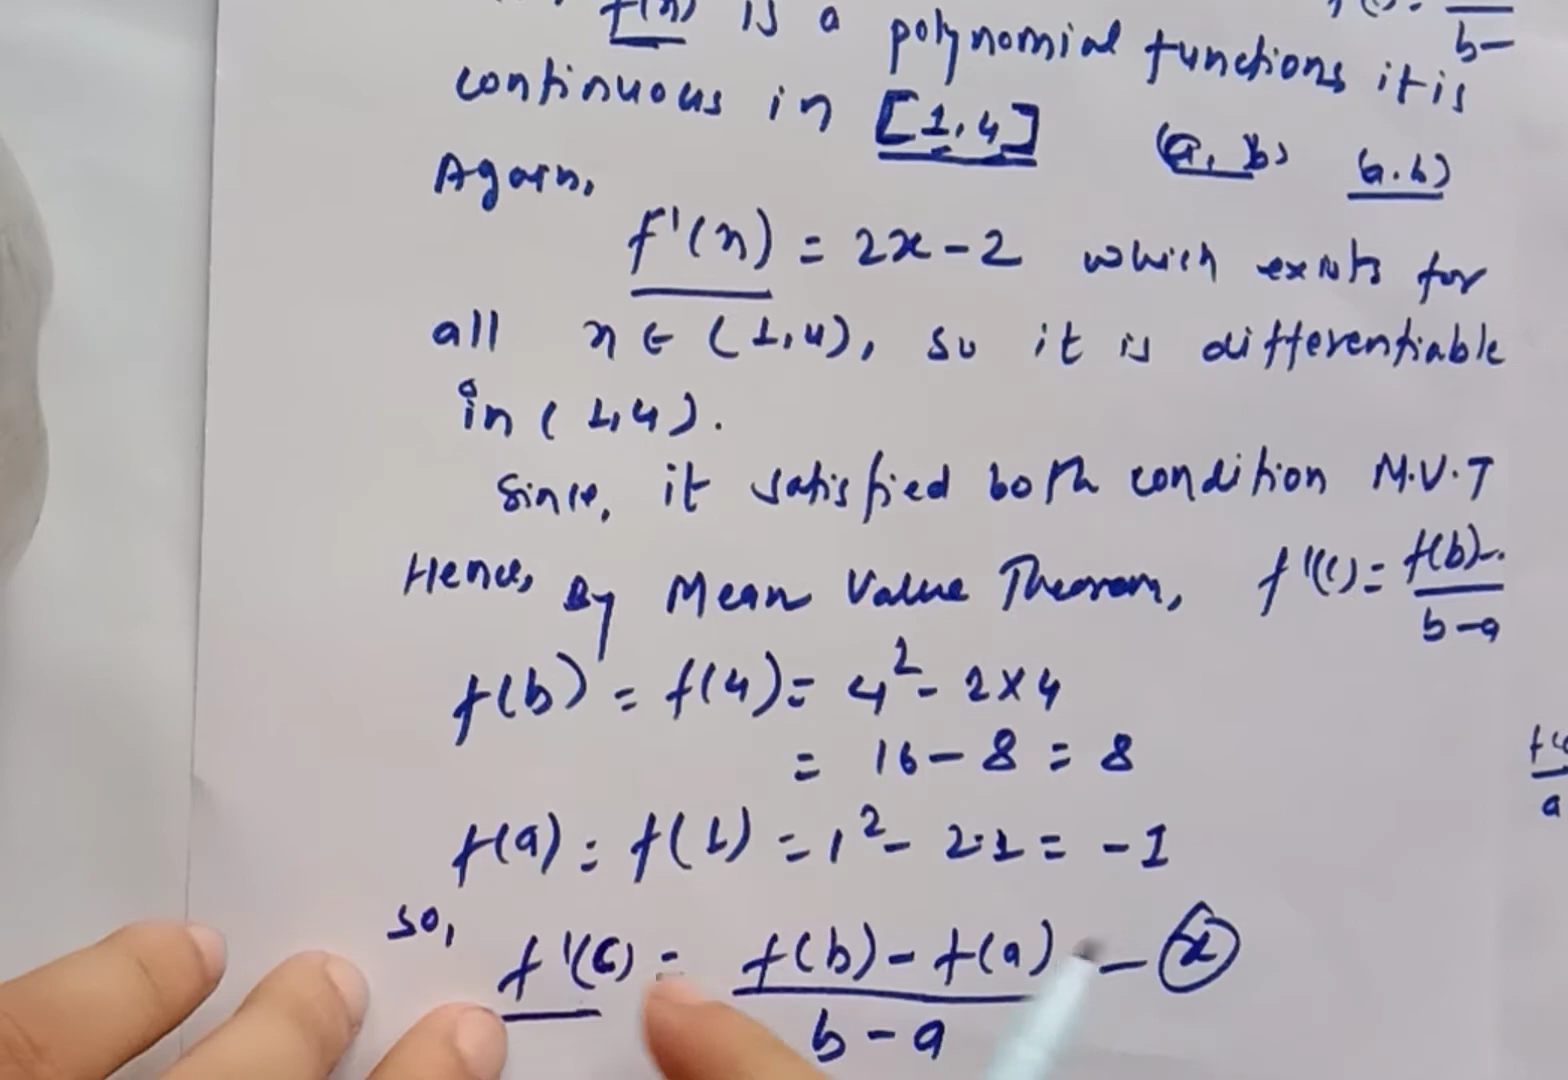 f(x) is a polynomial functions it is
b-
continuous in [1,4] (a, b) (a.b)
Again,
f'(x) = 2x-2 which exists for
all x ∈ (1,4), so it is differentiable
in (1,4).
Since, it satisfied both condition M.V.T
Hence, By Mean Value Theorem, f'(c) = f(b)-
b-a
f(b) = f(4) = 4² - 2×4
= 16-8 = 8
f(a) = f(1) = 1² - 2·1 = -1
so,
f'(c) = f(b) - f(a)
b-a
a